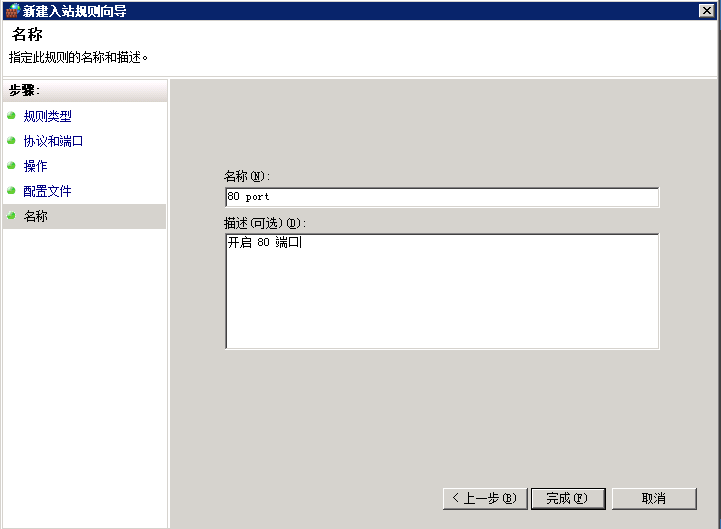 新建入站规则向导
名称
指定此规则的名称和描述。
步骤:
规则类型
协议和端口
操作
配置文件
名称
名称(N):
80 port
描述(可选)(D):
开启 80 端口
< 上一步(B)
完成(F)
取消